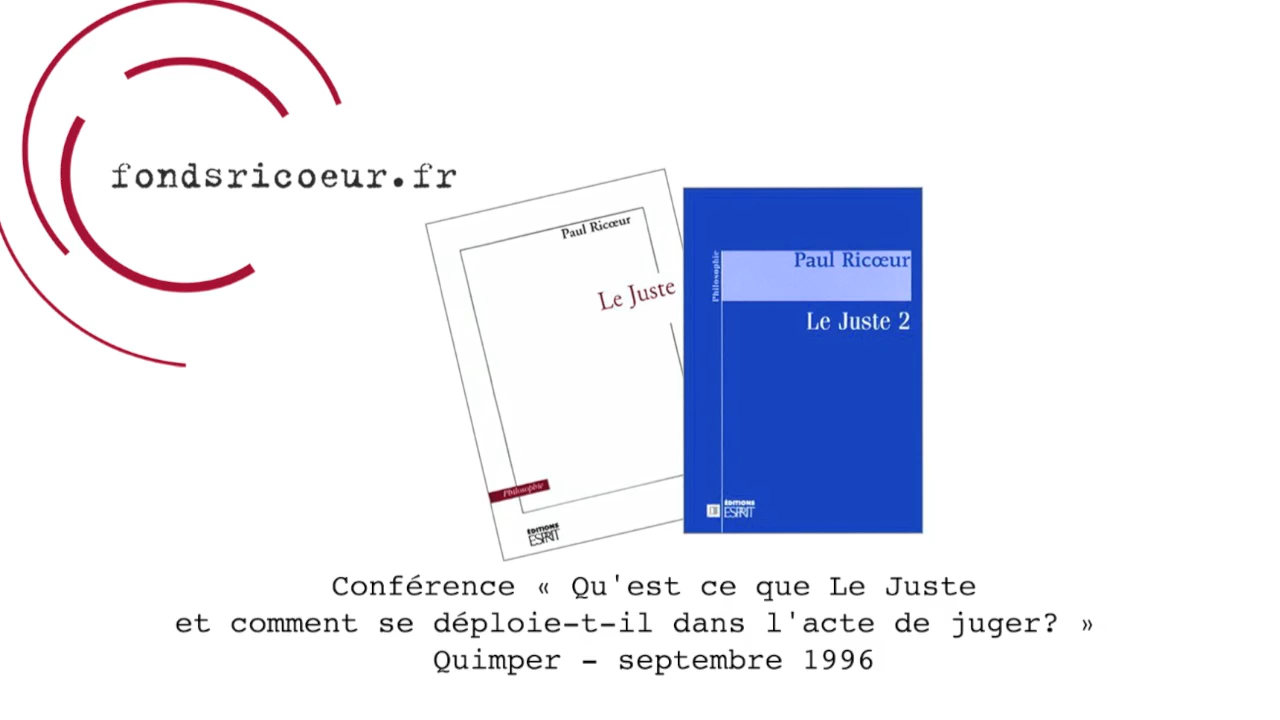 fondsricoeur.fr
Paul Ricœur
Le Juste
Philosophie
EDITIONS
ESPRIT
Philosophie
Paul Ricœur
Le Juste 2
EDITIONS
ESPRIT
Conférence « Qu'est ce que Le Juste
et comment se déploie-t-il dans l'acte de juger? »
Quimper - septembre 1996